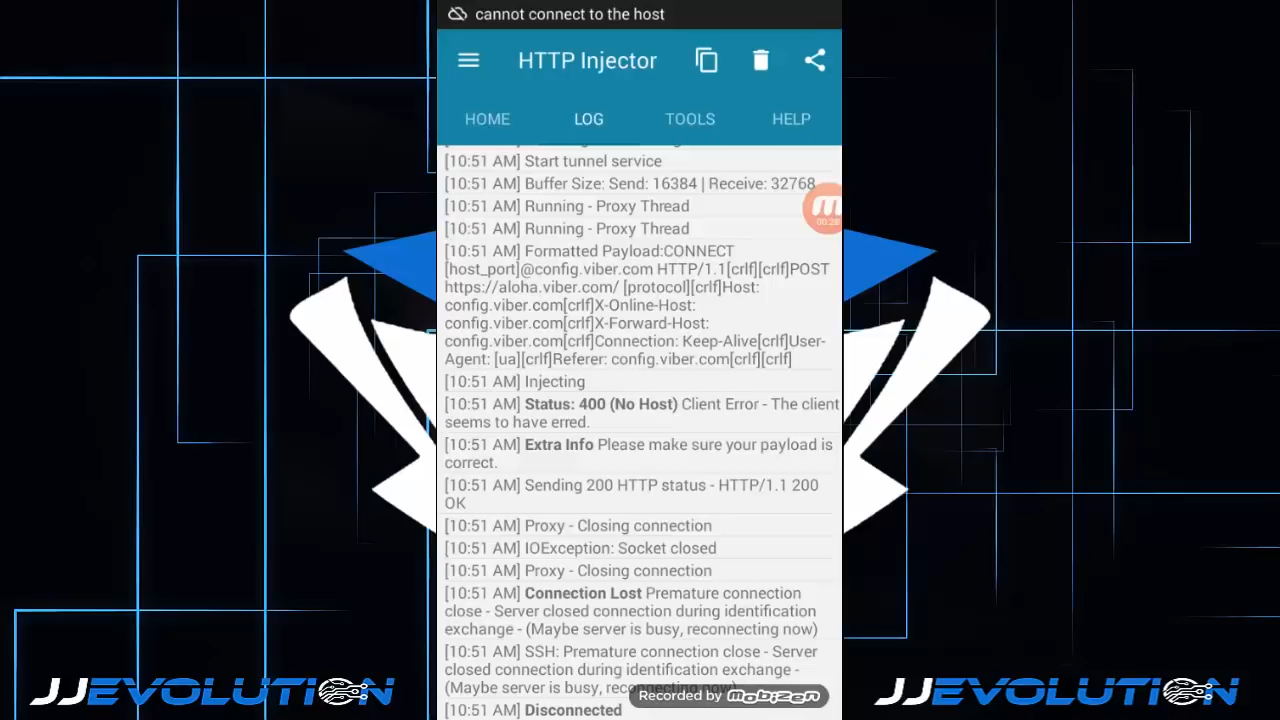 cannot connect to the host
HTTP Injector
HOME LOG TOOLS HELP
[10:51 AM] Start tunnel service
[10:51 AM] Buffer Size: Send: 16384 | Receive: 32768
[10:51 AM] Running - Proxy Thread
00:28
[10:51 AM] Running - Proxy Thread
[10:51 AM] Formatted Payload:CONNECT
[host_port]@config.viber.com HTTP/1.1[crlf][crlf]POST
https://aloha.viber.com/ [protocol][crlf]Host:
config.viber.com[crlf]X-Online-Host:
config.viber.com[crlf]X-Forward-Host:
config.viber.com[crlf]Connection: Keep-Alive[crlf]User-
Agent: [ua][crlf]Referer: config.viber.com[crlf][crlf]
[10:51 AM] Injecting
[10:51 AM] Status: 400 (No Host) Client Error - The client
seems to have erred.
[10:51 AM] Extra Info Please make sure your payload is
correct.
[10:51 AM] Sending 200 HTTP status - HTTP/1.1 200
OK
[10:51 AM] Proxy - Closing connection
[10:51 AM] IOException: Socket closed
[10:51 AM] Proxy - Closing connection
[10:51 AM] Connection Lost Premature connection
close - Server closed connection during identification
exchange - (Maybe server is busy, reconnecting now)
[10:51 AM] SSH: Premature connection close - Server
closed connection during identification exchange -
(Maybe server is busy, reconnecting now)
Recorded by mobizen
[10:51 AM] Disconnected
JJEVOLUTION
JJEVOLUTION